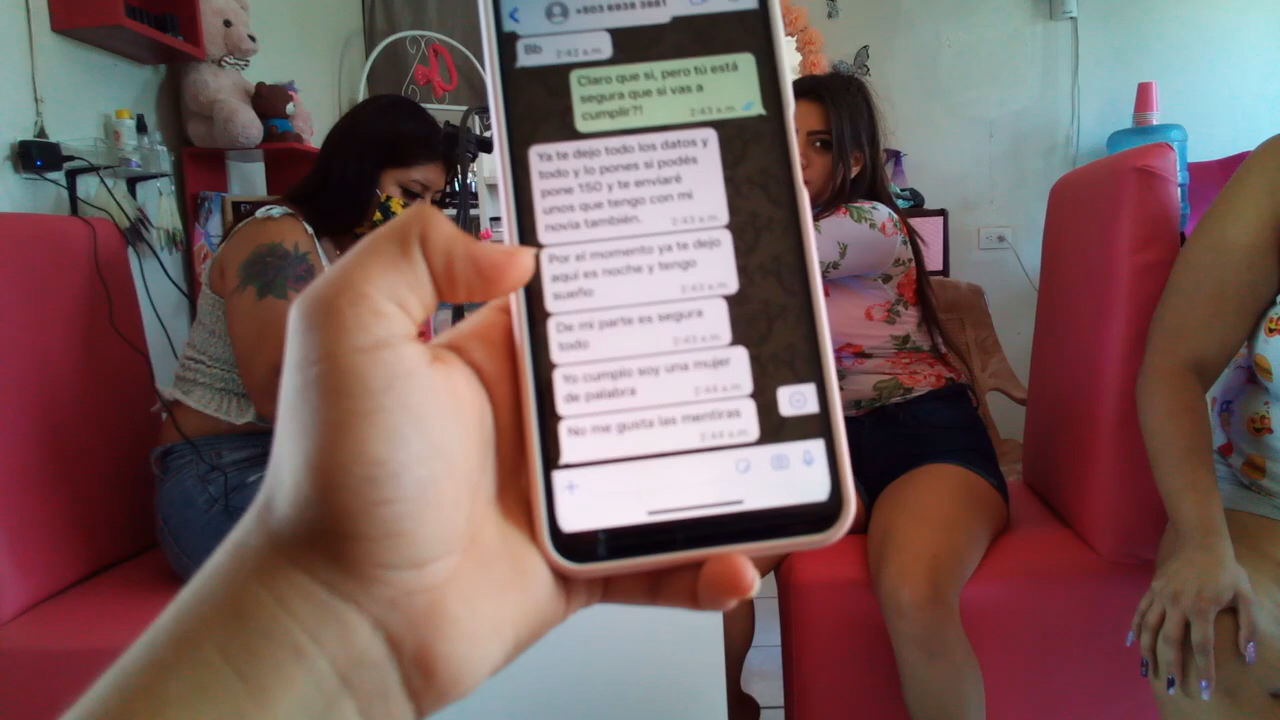 Bb 2:42 a.m.
Claro que si, pero tú está
segura que si vas a
cumplir?! 2:43 a.m.
Ya te dejo todo los datos y
todo y lo pones si podés
pone 150 y te enviaré
unos que tengo con mi
novia también. 2:43 a.m.
Por el momento ya te dejo
aquí es noche y tengo
sueño 2:43 a.m.
De mi parte es segura
todo 2:43 a.m.
Yo cumplo soy una mujer
de palabra 2:44 a.m.
No me gusta las mentiras
2:44 a.m.